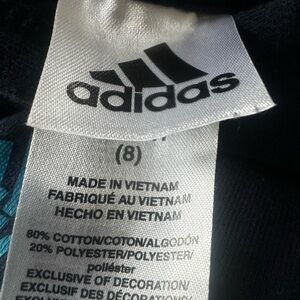 adidas
(8)
MADE IN VIETNAM
FABRIQUÉ AU VIETNAM
HECHO EN VIETNAM
80% COTTON/COTON/ALGODÓN
20% POLYESTER/POLYESTER/
poliéster
EXCLUSIVE OF DECORATION/
EXCLUSIF DES DÉCORATIONS/